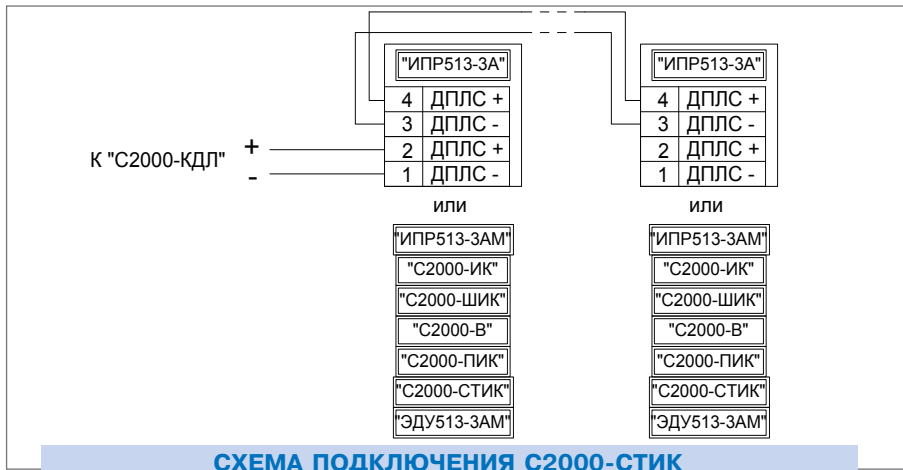 "ИПР513-3А" "ИПР513-3А"
4 ДПЛС + 4 ДПЛС +
3 ДПЛС - 3 ДПЛС -
К "С2000-КДЛ" + 2 ДПЛС + 2 ДПЛС +
- 1 ДПЛС - 1 ДПЛС -
или или
"ИПР513-3АМ" "ИПР513-3АМ"
"С2000-ИК" "С2000-ИК"
"С2000-ШИК" "С2000-ШИК"
"С2000-В" "С2000-В"
"С2000-ПИК" "С2000-ПИК"
"С2000-СТИК" "С2000-СТИК"
"ЭДУ513-3АМ" "ЭДУ513-3АМ"
СХЕМА ПОДКЛЮЧЕНИЯ С2000-СТИК